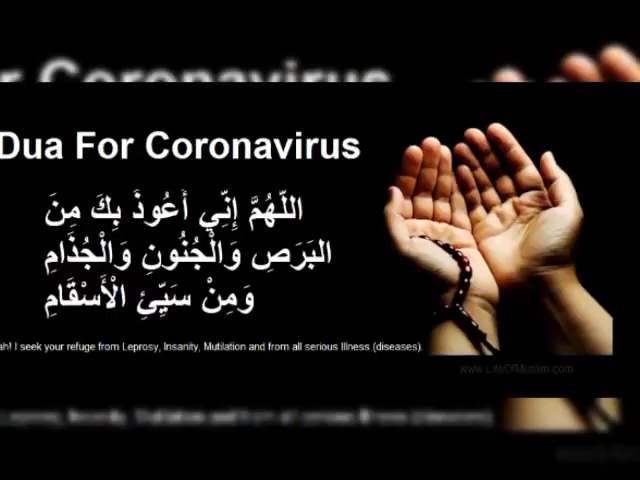 Dua For Coronavirus
اللّهُمَّ إِنِّي أَعُوذُ بِكَ مِنَ
البَرَصِ وَالْجُنُونِ وَالْجُذَامِ
وَمِنْ سَيِّئِ الْأَسْقَامِ
ah! I seek your refuge from Leprosy, Insanity, Mutilation and from all serious Illness (diseases).
www.LifeOfMuslim.com